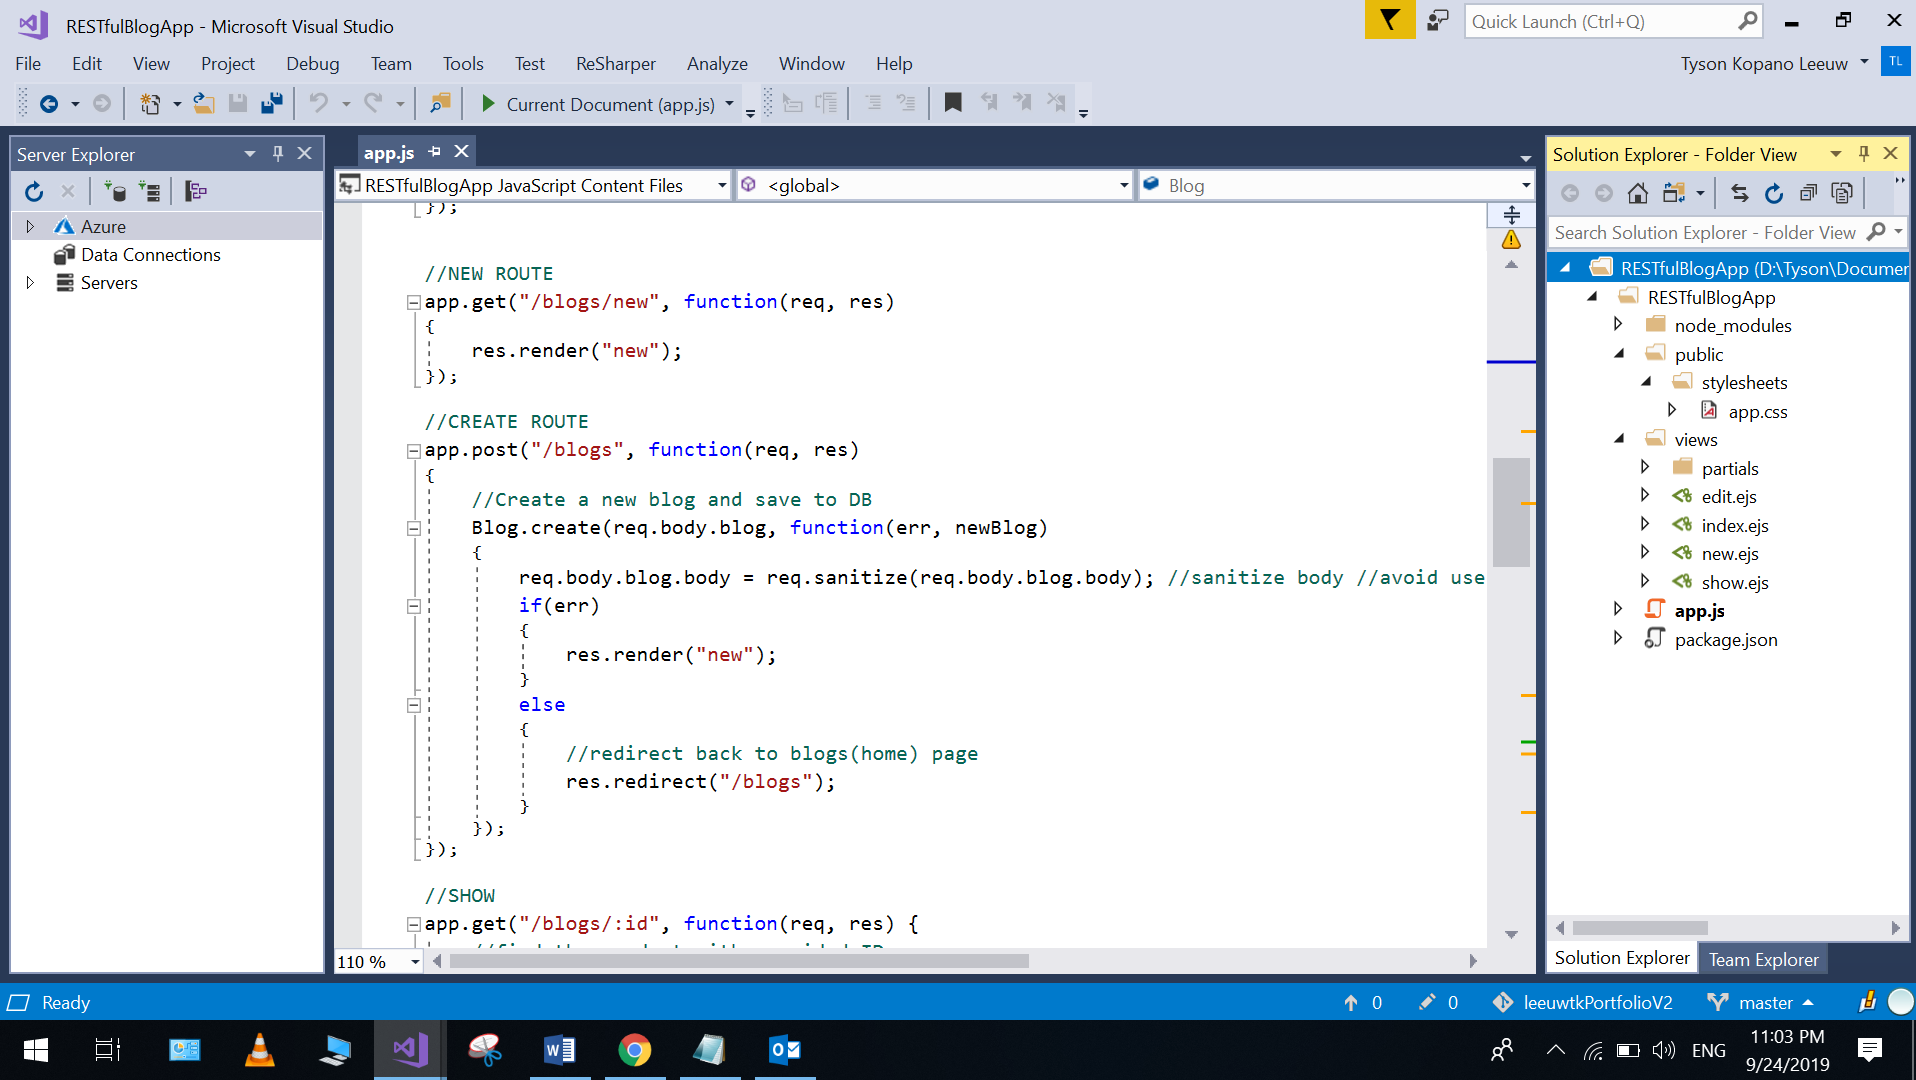 RESTfulBlogApp - Microsoft Visual Studio
Quick Launch (Ctrl+Q)
File Edit View Project Debug Team Tools Test ReSharper Analyze Window Help
Tyson Kopano Leeuw
TL
Current Document (app.js)
Server Explorer
Azure
Data Connections
Servers
app.js
RESTfulBlogApp JavaScript Content Files
<global>
Blog
});
//NEW ROUTE
app.get("/blogs/new", function(req, res)
{
res.render("new");
});
//CREATE ROUTE
app.post("/blogs", function(req, res)
{
//Create a new blog and save to DB
Blog.create(req.body.blog, function(err, newBlog)
{
req.body.blog.body = req.sanitize(req.body.blog.body); //sanitize body //avoid use
if(err)
{
res.render("new");
}
else
{
//redirect back to blogs(home) page
res.redirect("/blogs");
}
});
});
//SHOW
app.get("/blogs/:id", function(req, res) {
110 %
Solution Explorer - Folder View
Search Solution Explorer - Folder View
RESTfulBlogApp (D:\Tyson\Documen
RESTfulBlogApp
node_modules
public
stylesheets
app.css
views
partials
edit.ejs
index.ejs
new.ejs
show.ejs
app.js
package.json
Solution Explorer
Team Explorer
Ready
0
0
leeuwtkPortfolioV2
master
ENG
11:03 PM
9/24/2019